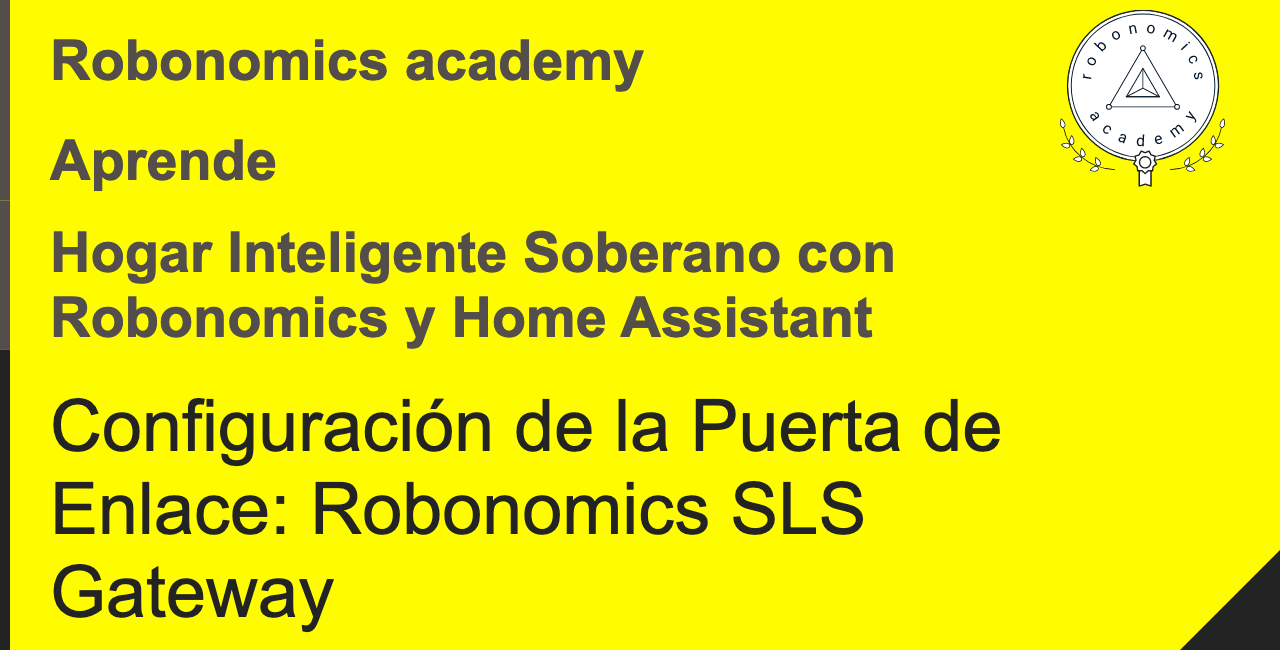 Robonomics academy
robonomics
academy
Aprende
Hogar Inteligente Soberano con
Robonomics y Home Assistant
Configuración de la Puerta de
Enlace: Robonomics SLS
Gateway